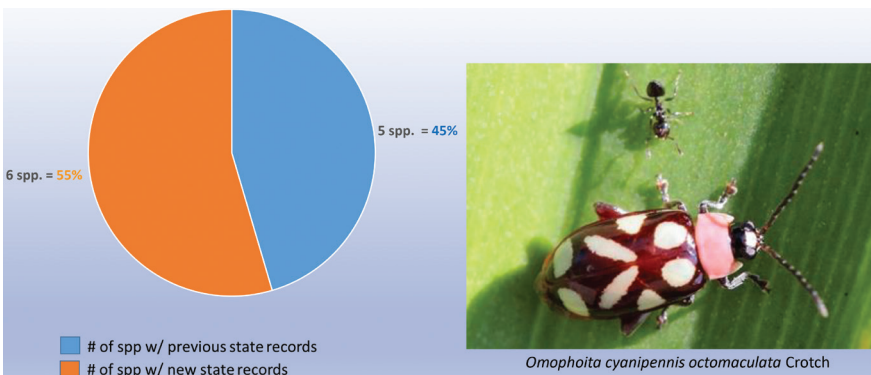 5 spp. = 45%
6 spp. = 55%
# of spp w/ previous state records
# of spp w/ new state records
Omophoita cyanipennis octomaculata Crotch